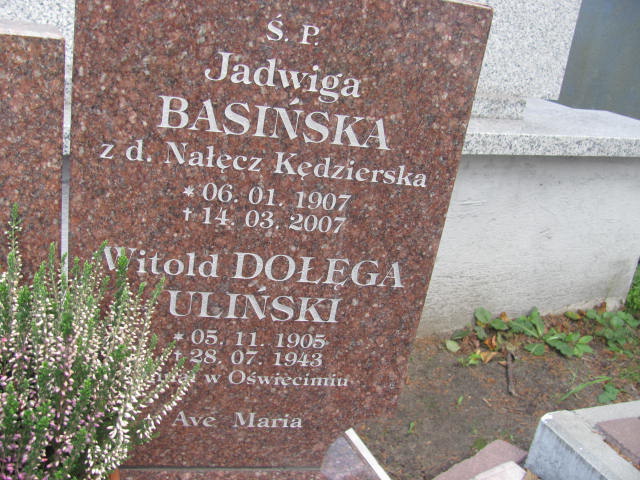 Ś. P.
Jadwiga
BASIŃSKA
z d. Nałęcz Kędzierska
* 06. 01. 1907
† 14. 03. 2007
Witold DOŁĘGA
ULIŃSKI
* 05. 11. 1905
† 28. 07. 1943
w Oświęcimiu
Ave Maria